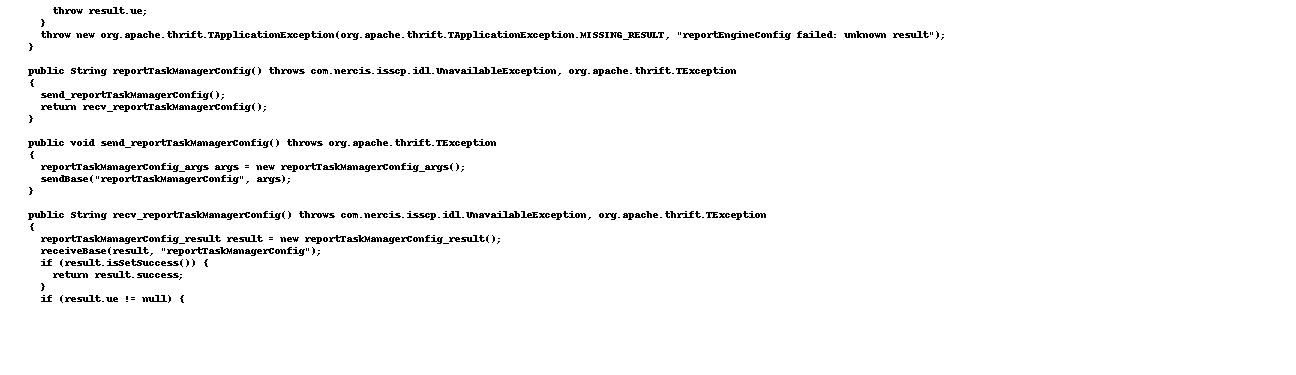 throw result.ue;
}
throw new org.apache.thrift.TApplicationException(org.apache.thrift.TApplicationException.MISSING_RESULT, "reportEngineConfig failed: unknown result");
}
public String reportTaskManagerConfig() throws com.nercis.isscp.idl.UnavailableException, org.apache.thrift.TException
{
send_reportTaskManagerConfig();
return recv_reportTaskManagerConfig();
}
public void send_reportTaskManagerConfig() throws org.apache.thrift.TException
{
reportTaskManagerConfig_args args = new reportTaskManagerConfig_args();
sendBase("reportTaskManagerConfig", args);
}
public String recv_reportTaskManagerConfig() throws com.nercis.isscp.idl.UnavailableException, org.apache.thrift.TException
{
reportTaskManagerConfig_result result = new reportTaskManagerConfig_result();
receiveBase(result, "reportTaskManagerConfig");
if (result.isSetSuccess()) {
return result.success;
}
if (result.ue != null) {